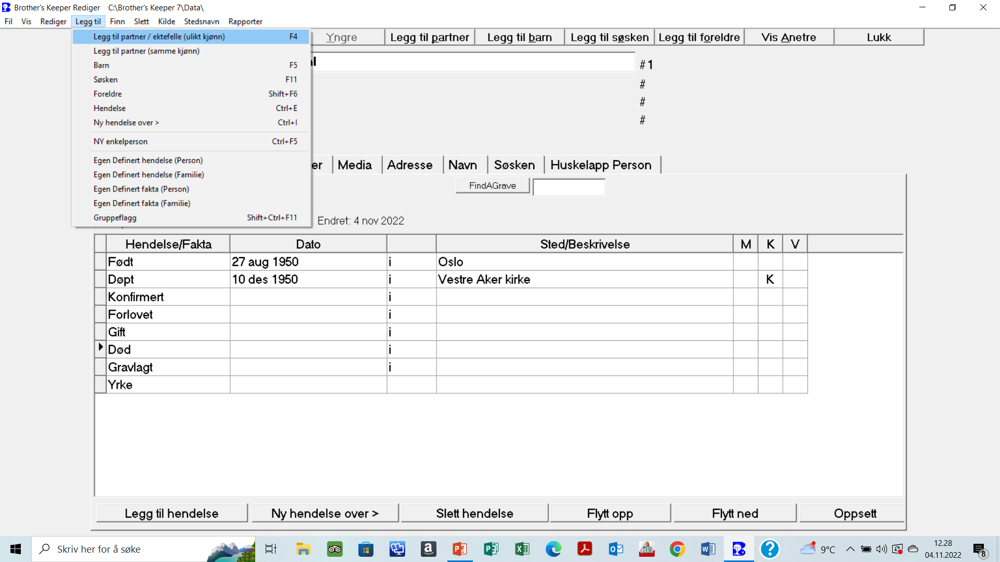 Brother's Keeper Rediger C:\Brother's Keeper 7\Data\
Fil Vis Rediger Legg til Finn Slett Kilde Stedsnavn Rapporter
Legg til partner / ektefelle (ulikt kjønn) F4
Legg til partner (samme kjønn)
Barn F5
Søsken F11
Foreldre Shift+F6
Hendelse Ctrl+E
Ny hendelse over > Ctrl+I
NY enkelperson Ctrl+F5
Egen Definert hendelse (Person)
Egen Definert hendelse (Familie)
Egen Definert fakta (Person)
Egen Definert fakta (Familie)
Gruppeflagg Shift+Ctrl+F11
Yngre Legg til partner Legg til barn Legg til søsken Legg til foreldre Vis Anetre Lukk
# 1
#
#
#
er Media Adresse Navn Søsken Huskelapp Person
FindAGrave
Endret: 4 nov 2022
Hendelse/Fakta Dato Sted/Beskrivelse M K V
Født 27 aug 1950 i Oslo
Døpt 10 des 1950 i Vestre Aker kirke K
Konfirmert i
Forlovet i
Gift i
Død i
Gravlagt i
Yrke
Legg til hendelse Ny hendelse over > Slett hendelse Flytt opp Flytt ned Oppsett
Skriv her for å søke
9°C
12.28
04.11.2022
8